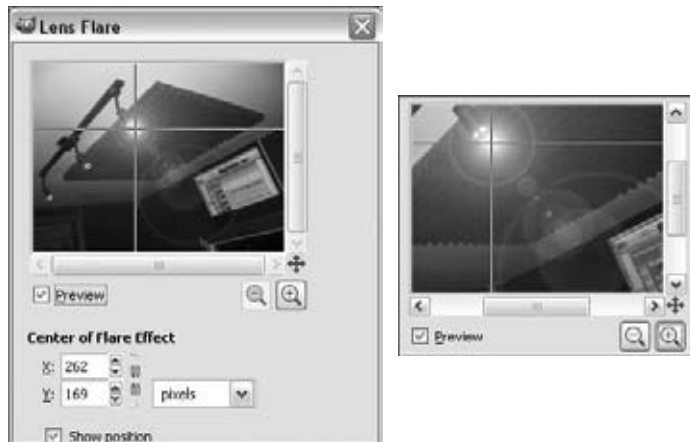 Lens Flare
Preview
Center of Flare Effect
X: 262
Y: 169
pixels
Show position
Preview